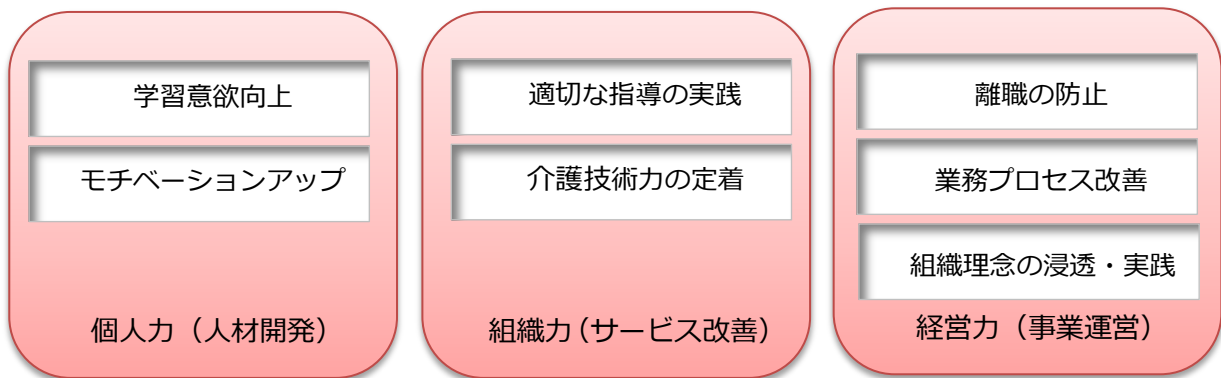 学習意欲向上
モチベーションアップ
個人力（人材開発）
適切な指導の実践
介護技術力の定着
組織力（サービス改善）
離職の防止
業務プロセス改善
組織理念の浸透・実践
経営力（事業運営）